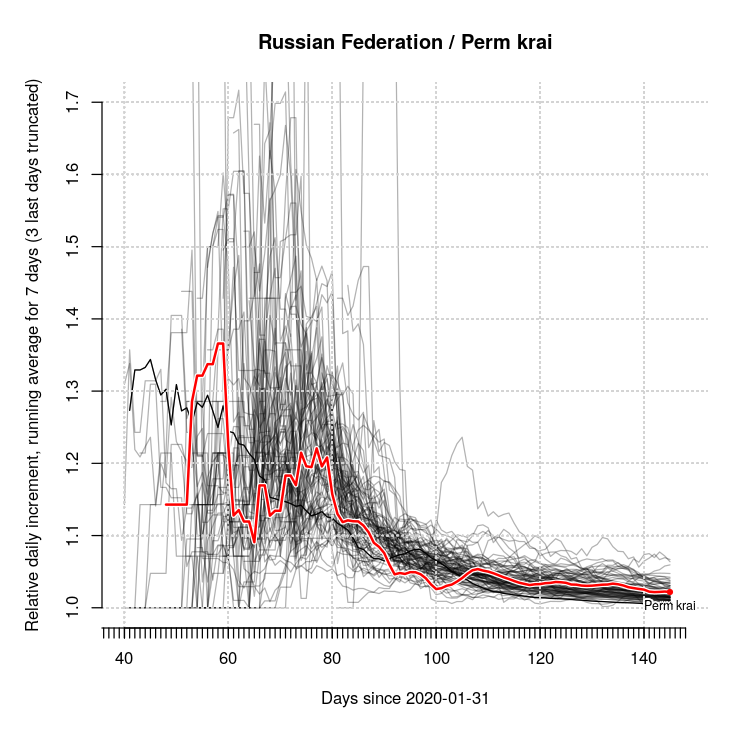 Russian Federation / Perm krai
Relative daily increment, running average for 7 days (3 last days truncated)
1.7
1.6
1.5
1.4
1.3
1.2
1.1
1.0
Perm krai
40 60 80 100 120 140
Days since 2020-01-31